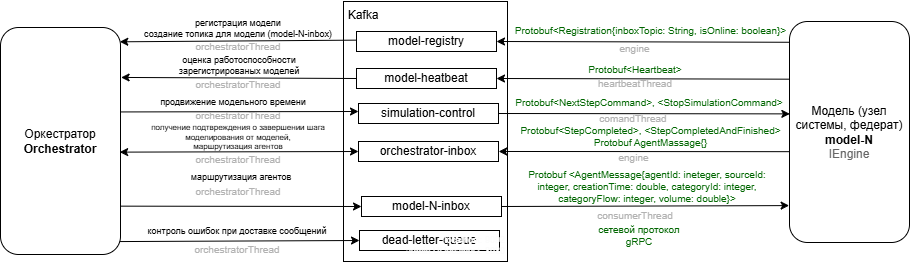 Kafka
регистрация модели
создание топика для модели (model-N-inbox)
orchestratorThread
model-registry
Protobuf<Registration{inboxTopic: String, isOnline: boolean}>
engine
оценка работоспособности
зарегистрированых моделей
orchestratorThread
model-heatbeat
Protobuf<Heartbeat>
heartbeatThread
продвижение модельного времени
orchestratorThread
simulation-control
Protobuf<NextStepCommand>, <StopSimulationCommand>
comandThread
получение подтвреждения о завершении шага
моделирования от моделей,
маршрутизация агентов
orchestratorThread
orchestrator-inbox
Protobuf<StepCompleted>, <StepCompletedAndFinished>
Protobuf AgentMassage{}
engine
Оркестратор
Orchestrator
Модель (узел
системы, федерат)
model-N
IEngine
маршрутизация агентов
orchestratorThread
model-N-inbox
Protobuf <AgentMessage{agentId: ineteger, sourceId:
integer, creationTime: double, categoryId: integer,
categoryFlow: integer, volume: double}>
consumerThread
контроль ошибок при доставке сообщений
orchestratorThread
dead-letter-queue
сетевой протокол
gRPC